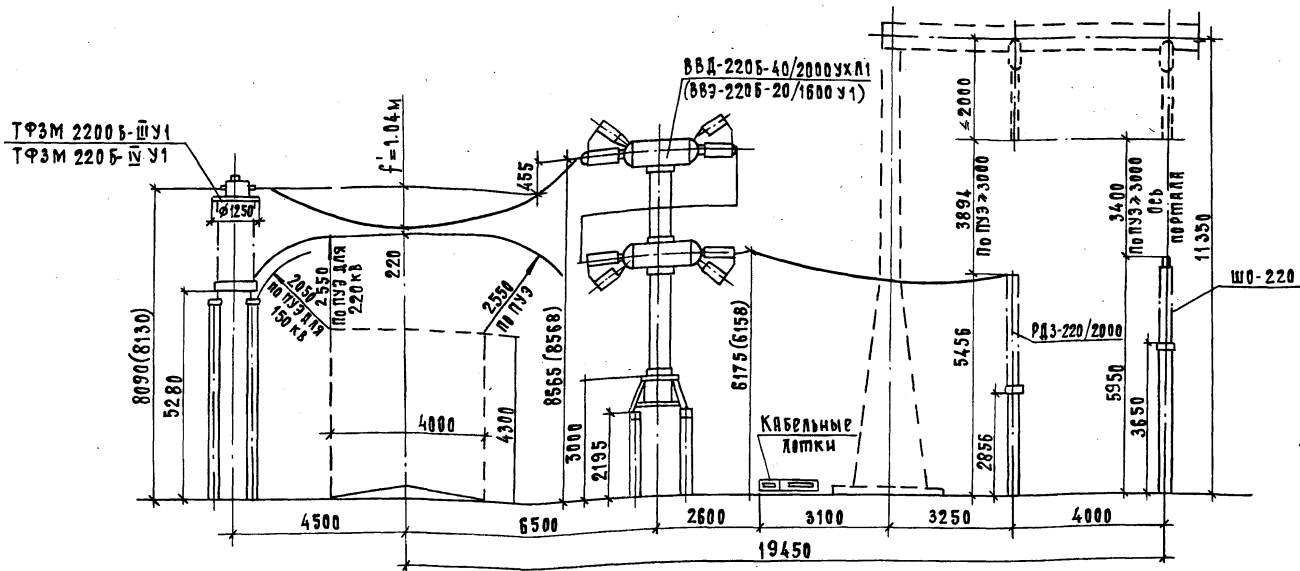 ТФЗМ 2200Б-III У1
ТФЗМ 220Б-IV У1
ВВД-220Б-40/2000УХЛ1
(ВВЭ-220Б-20/1600 У1)
f'=1.04м
455
⌀1250
220
2050
ПО ПУЭ ДЛЯ
150 КВ
2550
ПО ПУЭ ДЛЯ
220 КВ
2550
ПО ПУЭ
8090(8130)
5280
4000
4300
8565(8568)
3000
2195
6175(6158)
КАБЕЛЬНЫЕ
ЛОТКИ
≤2000
3894
ПО ПУЭ≥3000
5456
2856
РДЗ-220/2000
3400
ПО ПУЭ≥3000
ОСЬ
ПОРТАЛА
11350
5950
3650
ШО-220
4500
6500
2600
3100
3250
4000
19450